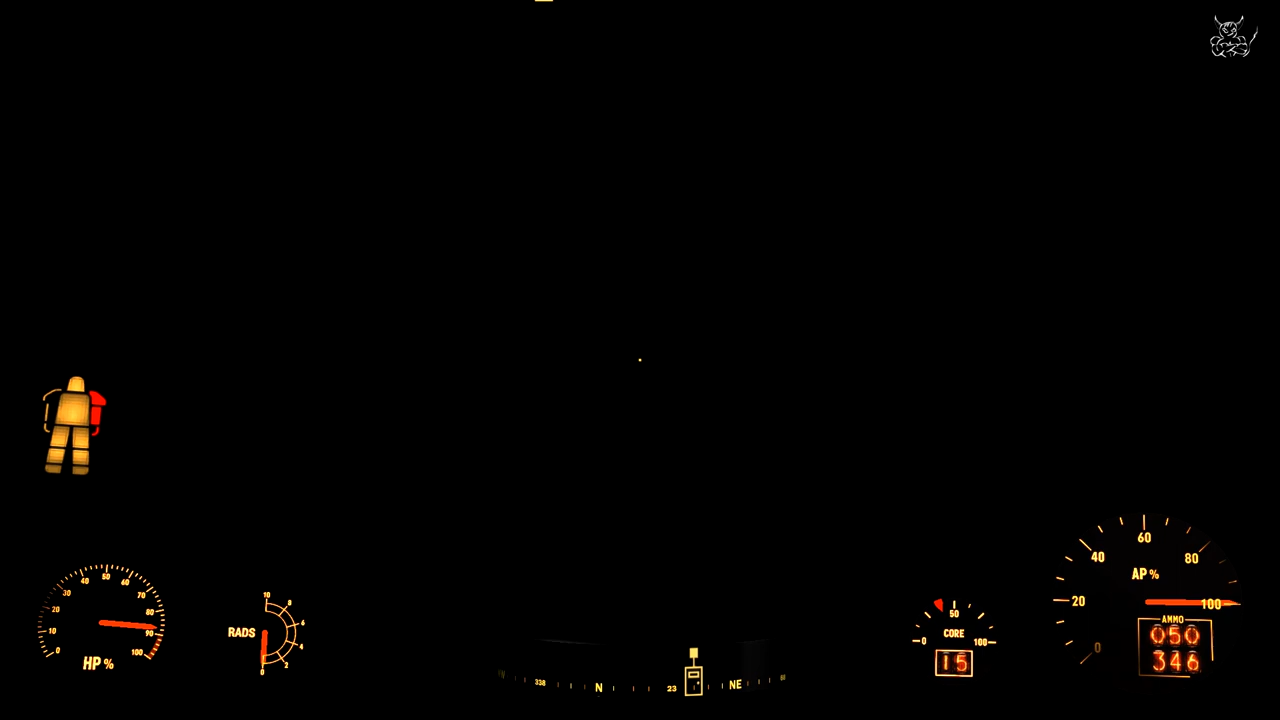 0 10 20 30 40 50 60 70 80 90 100
HP %
RADS
10 8 6 4 2 0
338 N 23 NE
0 50 100
CORE
15
0 20 40 60 80 100
AP %
AMMO
050
346